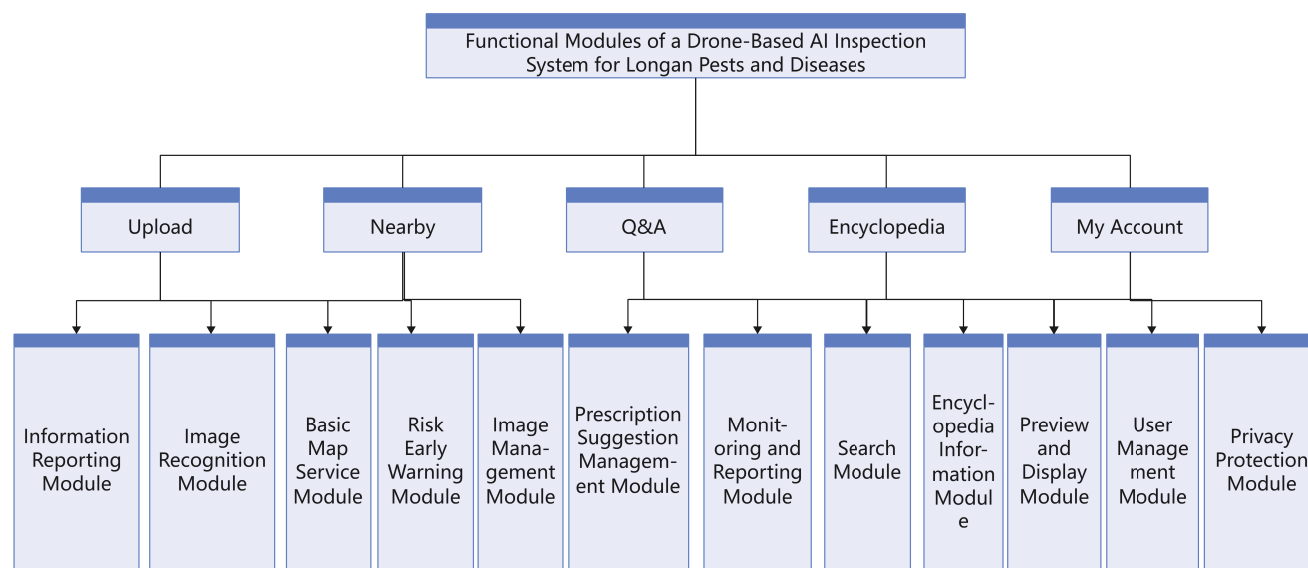 Functional Modules of a Drone-Based AI Inspection
System for Longan Pests and Diseases
Upload
Nearby
Q&A
Encyclopedia
My Account
Information
Reporting
Module
Image
Recognition
Module
Basic
Map
Service
Module
Risk
Early
Warning
Module
Image
Mana-
gement
Module
Prescription
Suggestion
Managem-
ent Module
Monit-
oring and
Reporting
Module
Search
Module
Encycl-
opedia
Infor-
mation
Modul
e
Preview
and
Display
Module
User
Manage
ment
Module
Privacy
Protection
Module